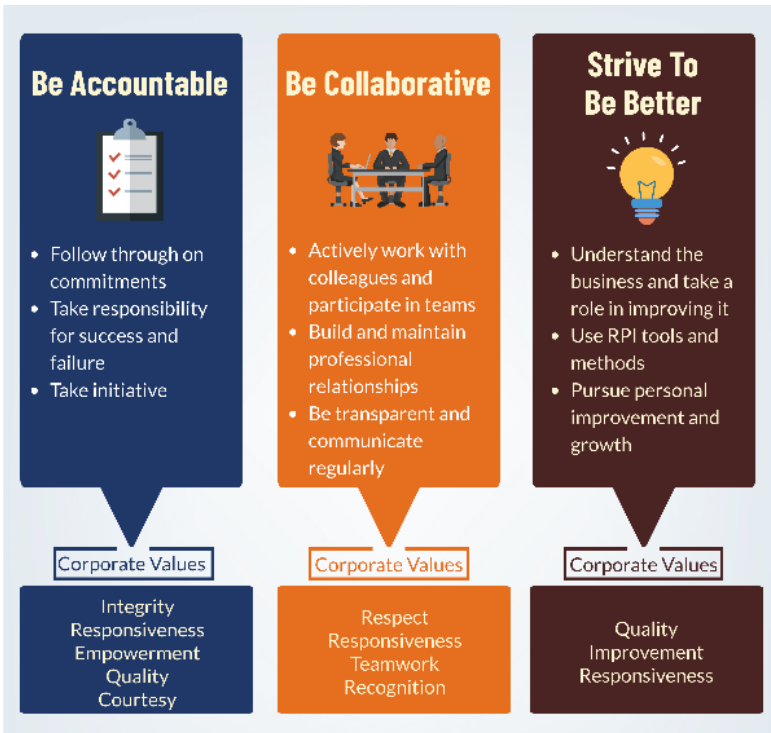 Be Accountable
• Follow through on
commitments
• Take responsibility
for success and
failure
• Take initiative
Corporate Values
Integrity
Responsiveness
Empowerment
Quality
Courtesy
Be Collaborative
• Actively work with
colleagues and
participate in teams
• Build and maintain
professional
relationships
• Be transparent and
communicate
regularly
Corporate Values
Respect
Responsiveness
Teamwork
Recognition
Strive To
Be Better
• Understand the
business and take a
role in improving it
• Use RPI tools and
methods
• Pursue personal
improvement and
growth
Corporate Values
Quality
Improvement
Responsiveness